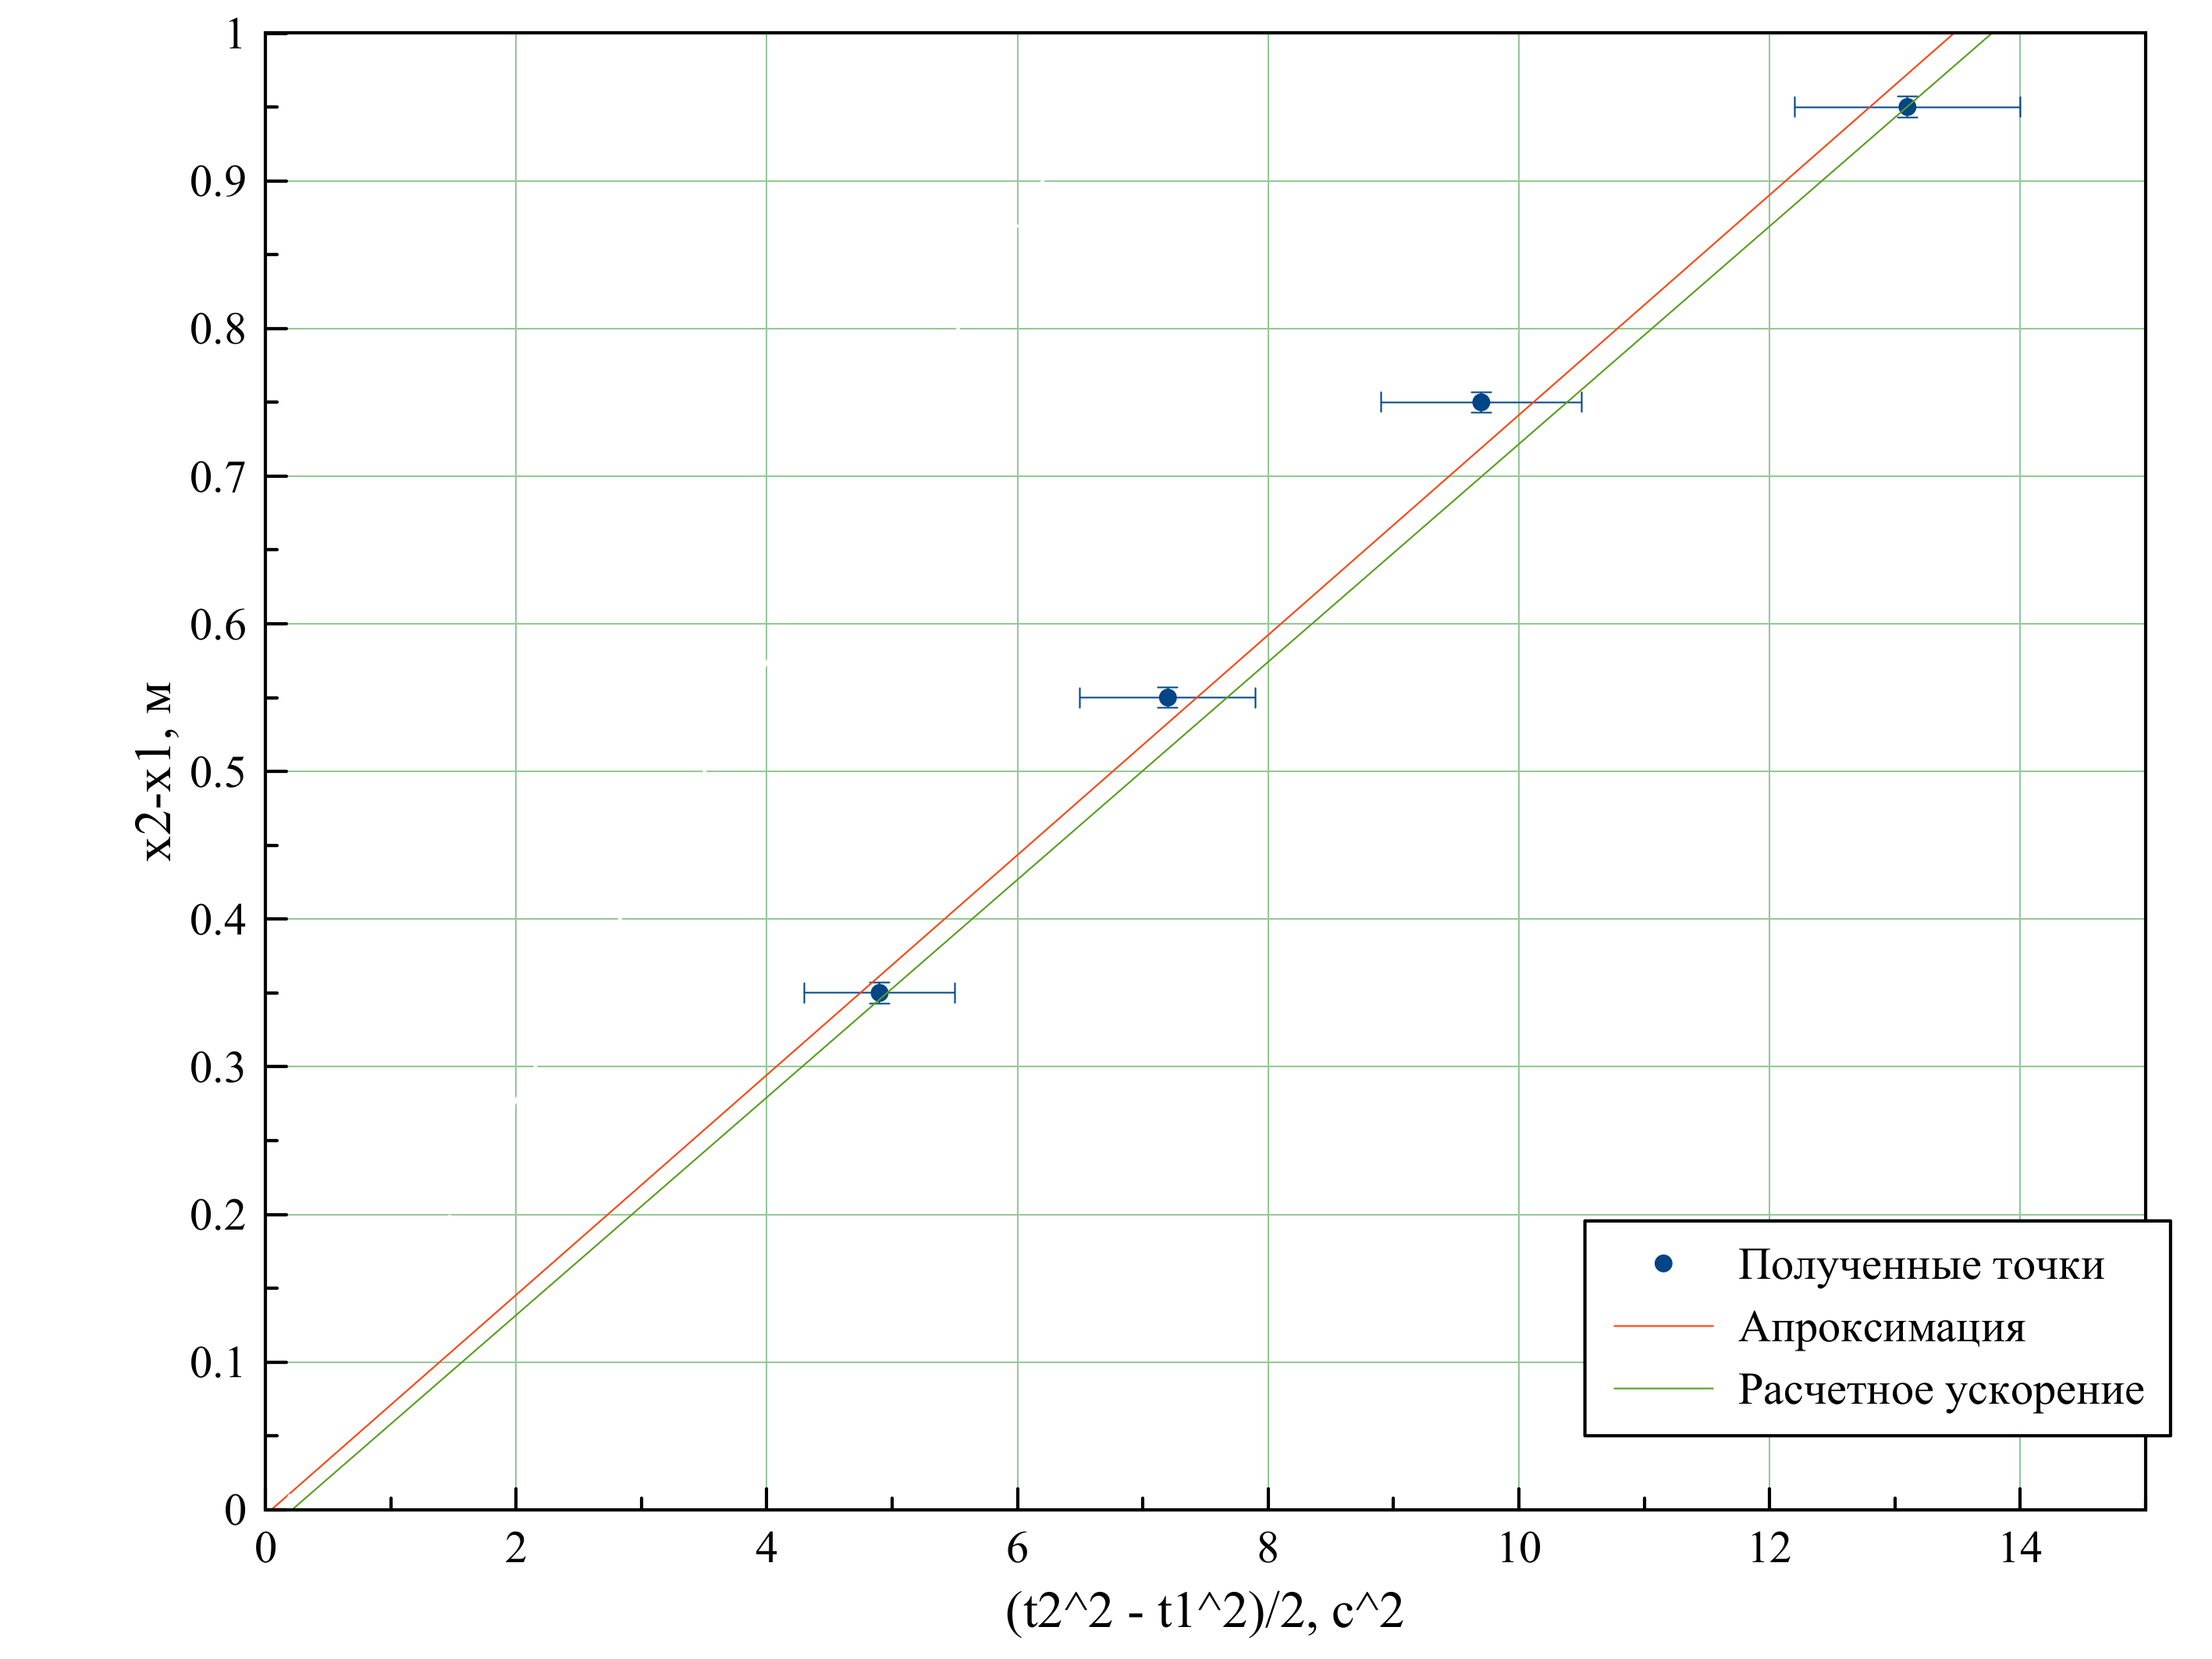 1
0.9
0.8
0.7
0.6
0.5
0.4
0.3
0.2
0.1
0
x2-x1, м
0 2 4 6 8 10 12 14
(t2^2 - t1^2)/2, с^2
Полученные точки
Апроксимация
Расчетное ускорение